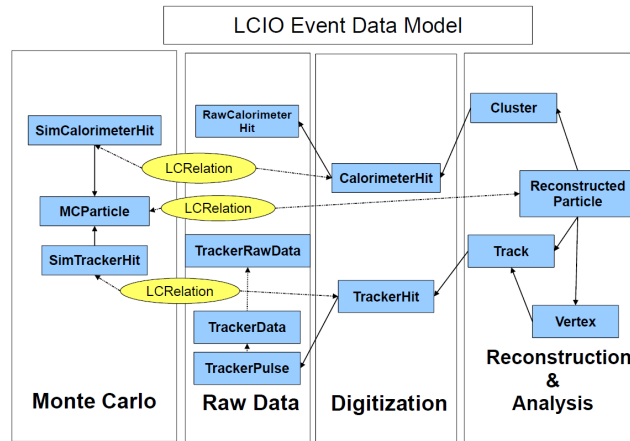 LCIO Event Data Model
SimCalorimeterHit
LCRelation
MCParticle
LCRelation
SimTrackerHit
LCRelation
Monte Carlo
RawCalorimeter
Hit
TrackerRawData
TrackerData
TrackerPulse
Raw Data
CalorimeterHit
TrackerHit
Digitization
Cluster
Reconstructed
Particle
Track
Vertex
Reconstruction
&
Analysis